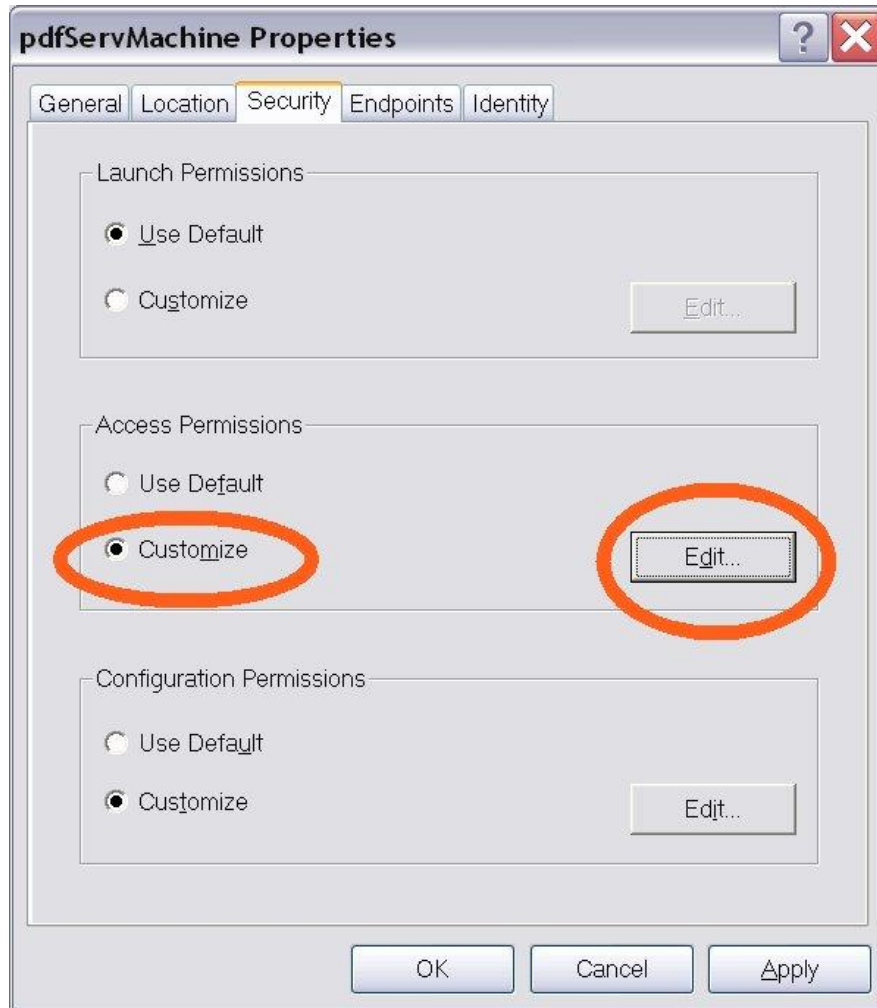 pdfServMachine Properties
General Location Security Endpoints Identity
Launch Permissions
Use Default
Customize
Edit...
Access Permissions
Use Default
Customize
Edit...
Configuration Permissions
Use Default
Customize
Edit...
OK Cancel Apply